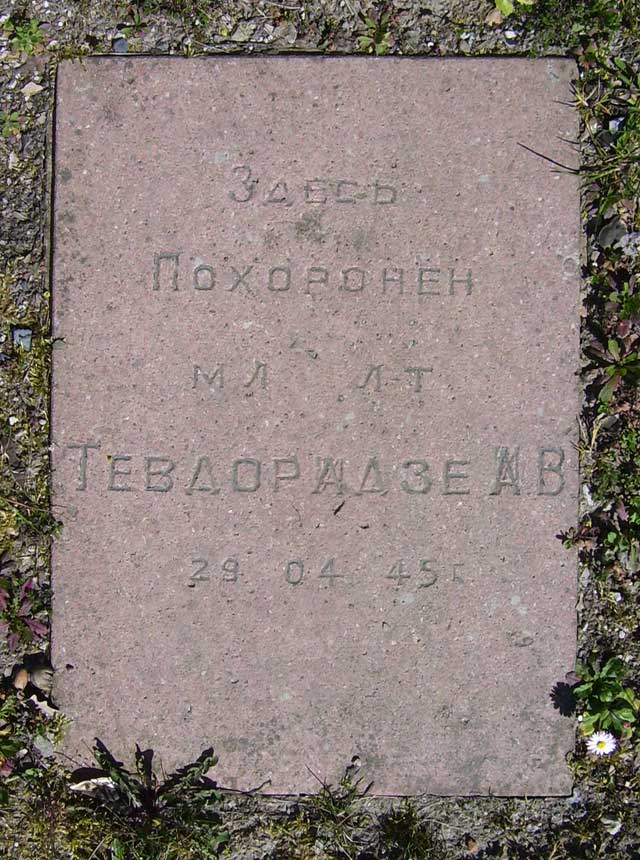 Здесь
Похоронен
мл л-т
Тевдорадзе А В
29 04 45г